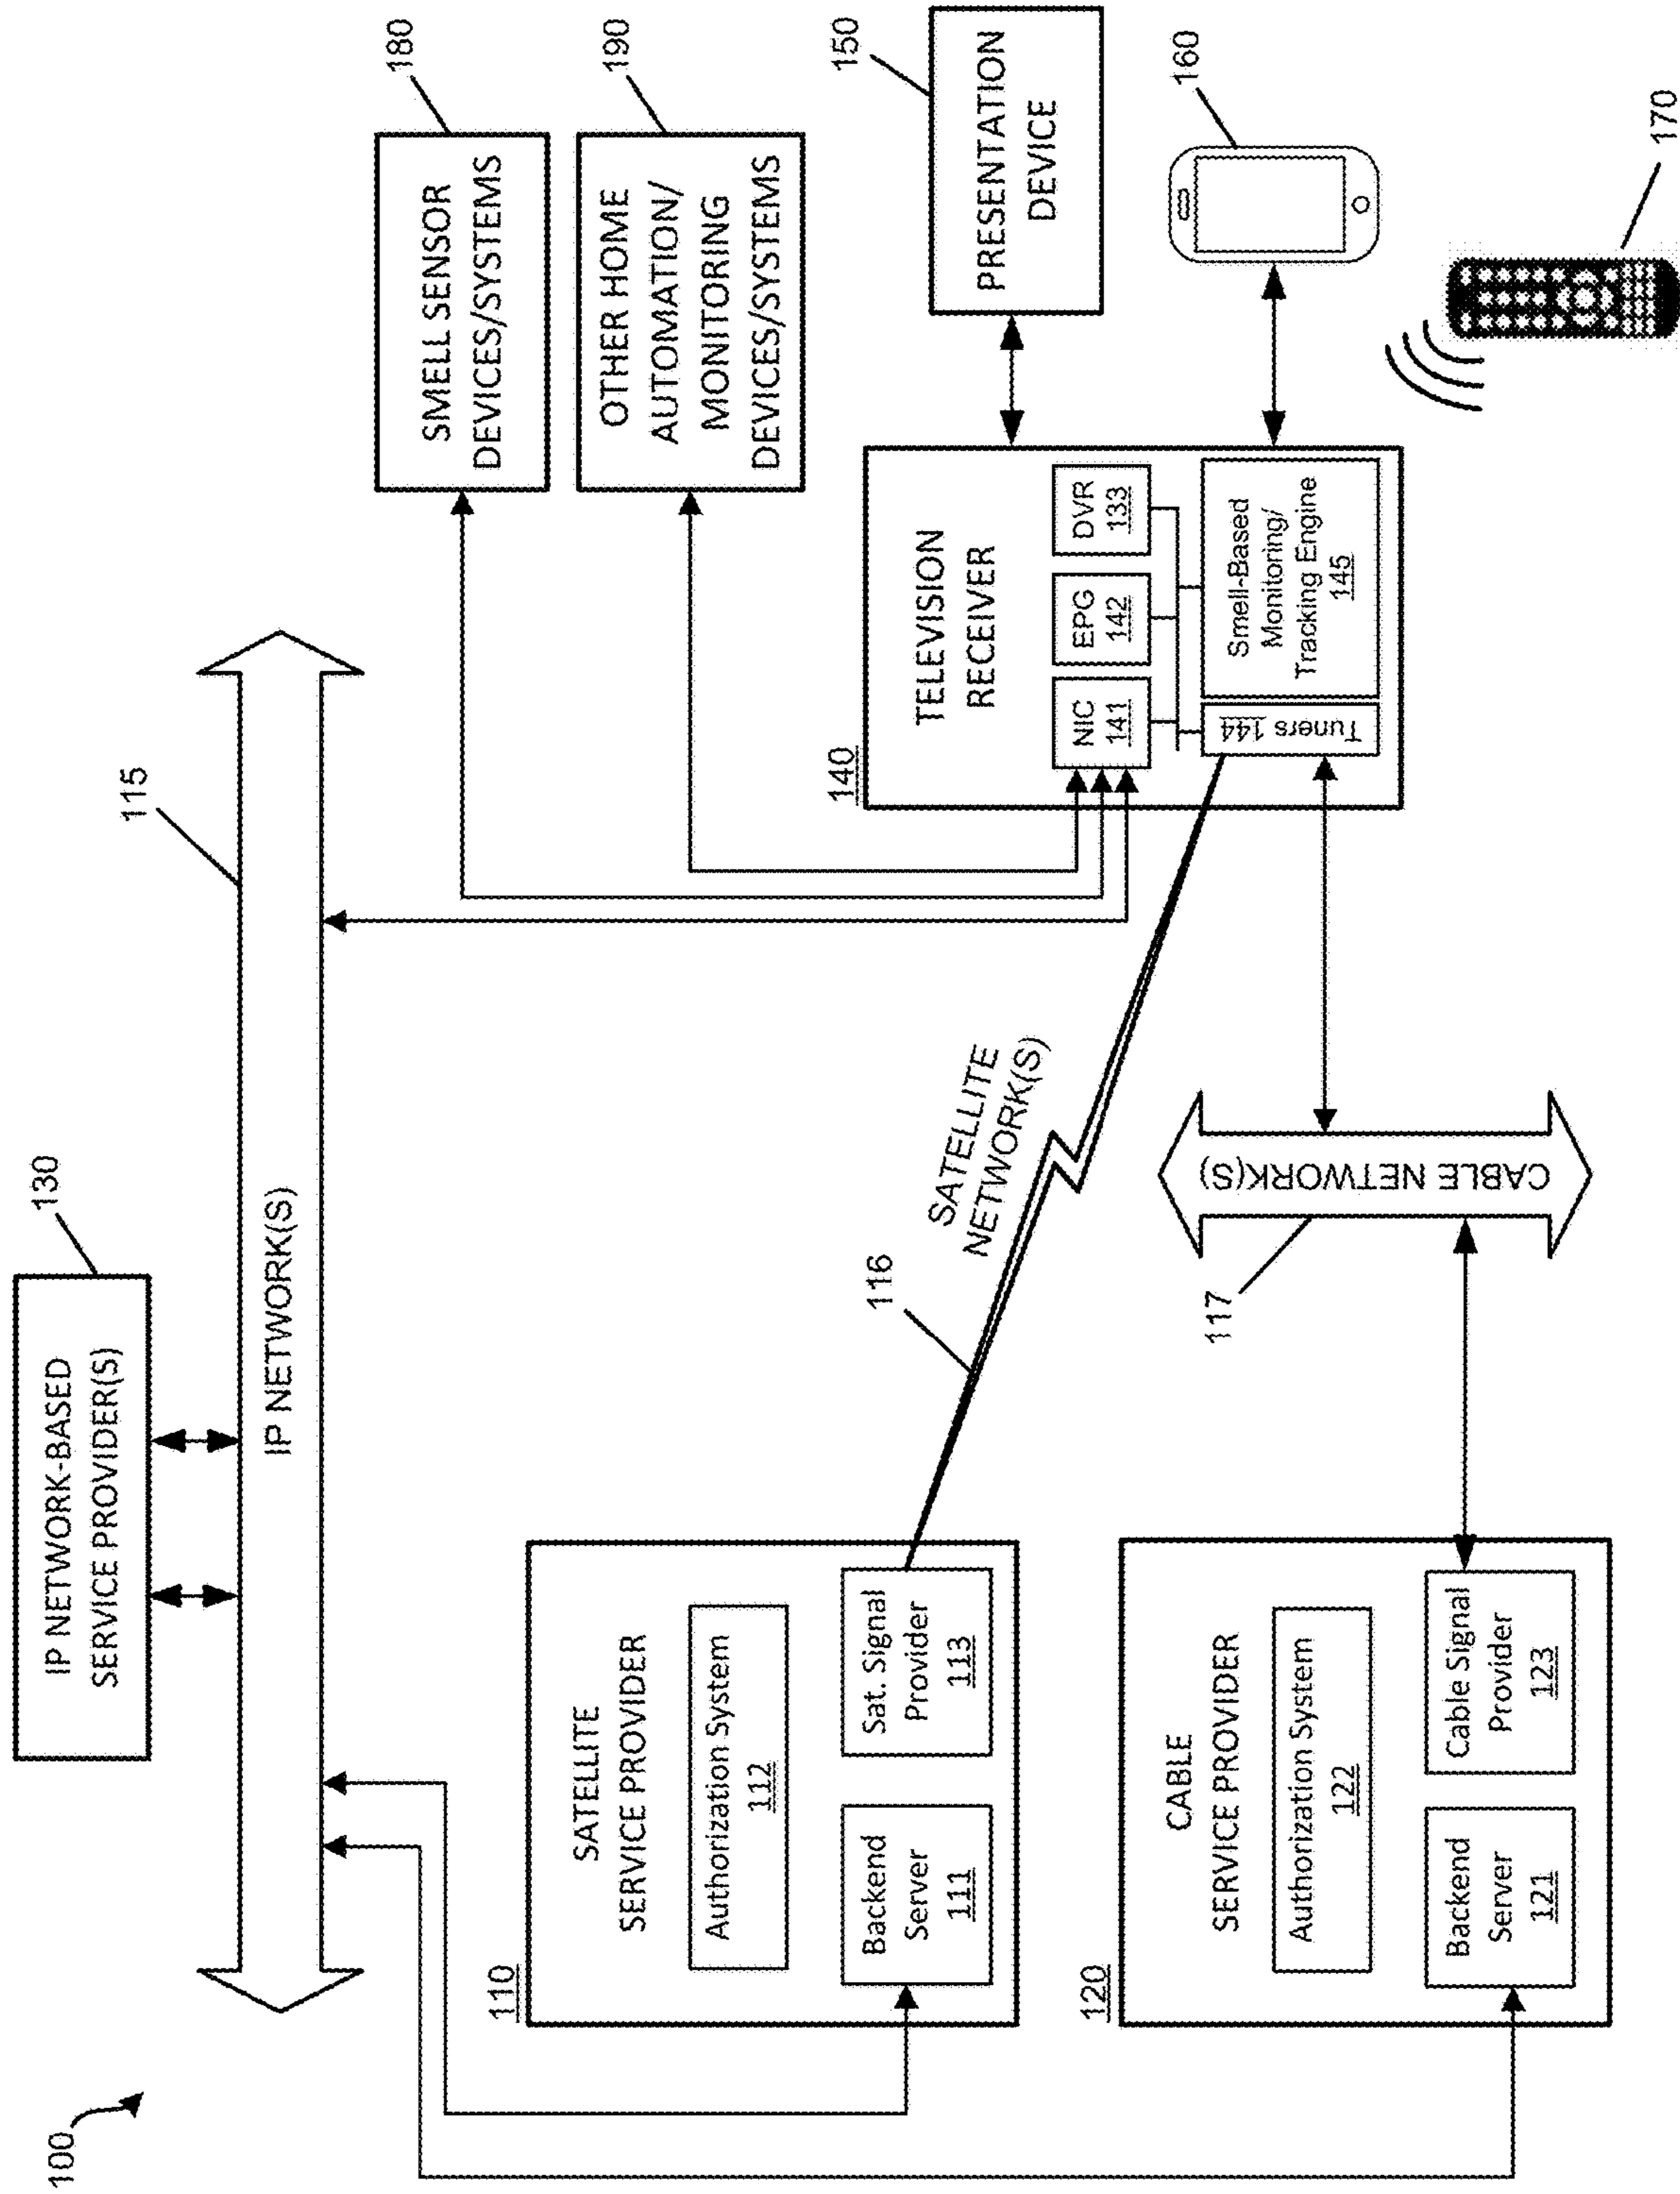 100
IP NETWORK-BASED
SERVICE PROVIDER(S)
130
115
IP NETWORK(S)
110
SATELLITE
SERVICE PROVIDER
Authorization System
112
Backend
Server
111
Sat. Signal
Provider
113
120
CABLE
SERVICE PROVIDER
Authorization System
122
Backend
Server
121
Cable Signal
Provider
123
116
SATELLITE
NETWORK(S)
117
CABLE NETWORK(S)
SMELL SENSOR
DEVICES/SYSTEMS
180
OTHER HOME
AUTOMATION/
MONITORING
DEVICES/SYSTEMS
190
140
TELEVISION
RECEIVER
NIC
141
EPG
142
DVR
133
Tuners 144
Smell-Based
Monitoring/
Tracking Engine
145
PRESENTATION
DEVICE
150
160
170